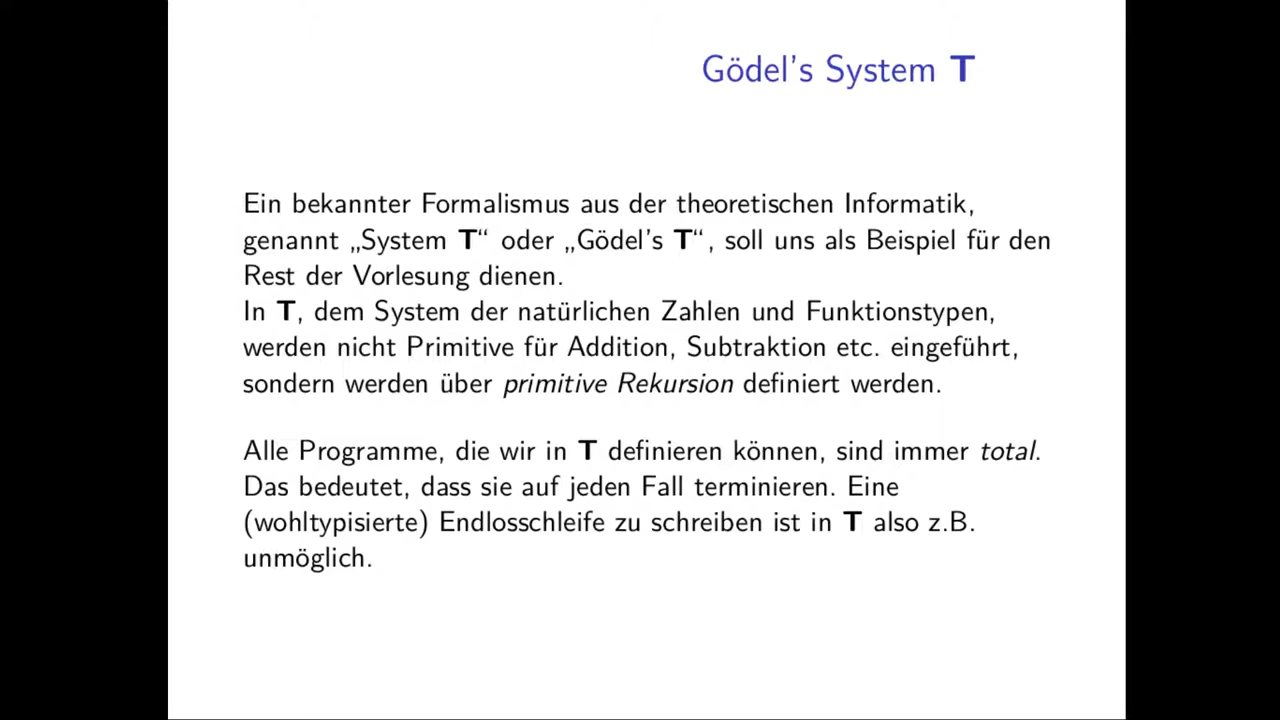 Gödel's System T
Ein bekannter Formalismus aus der theoretischen Informatik,
genannt „System T“ oder „Gödel's T“, soll uns als Beispiel für den
Rest der Vorlesung dienen.
In T, dem System der natürlichen Zahlen und Funktionstypen,
werden nicht Primitive für Addition, Subtraktion etc. eingeführt,
sondern werden über primitive Rekursion definiert werden.
Alle Programme, die wir in T definieren können, sind immer total.
Das bedeutet, dass sie auf jeden Fall terminieren. Eine
(wohltypisierte) Endlosschleife zu schreiben ist in T also z.B.
unmöglich.